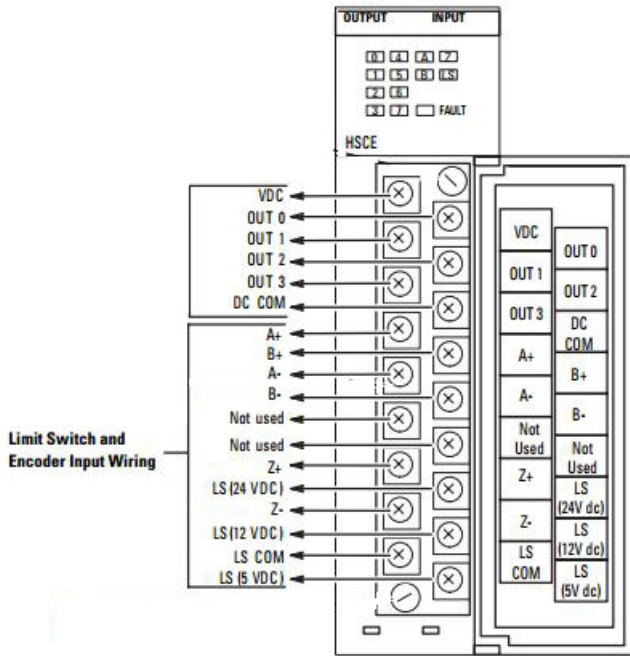 OUTPUT INPUT
0 4 A Z
1 5 B LS
2 6
3 7 FAULT
HSCE
VDC
OUT 0
OUT 1
OUT 2
OUT 3
DC COM
A+
B+
A-
B-
Not used
Not used
Z+
LS (24 VDC)
Z-
LS (12 VDC)
LS COM
LS (5 VDC)
Limit Switch and
Encoder Input Wiring
VDC
OUT 0
OUT 1
OUT 2
OUT 3
DC
COM
A+
B+
A-
B-
Not
Used
Not
Used
Z+
LS
(24V dc)
Z-
LS
(12V dc)
LS
COM
LS
(5V dc)